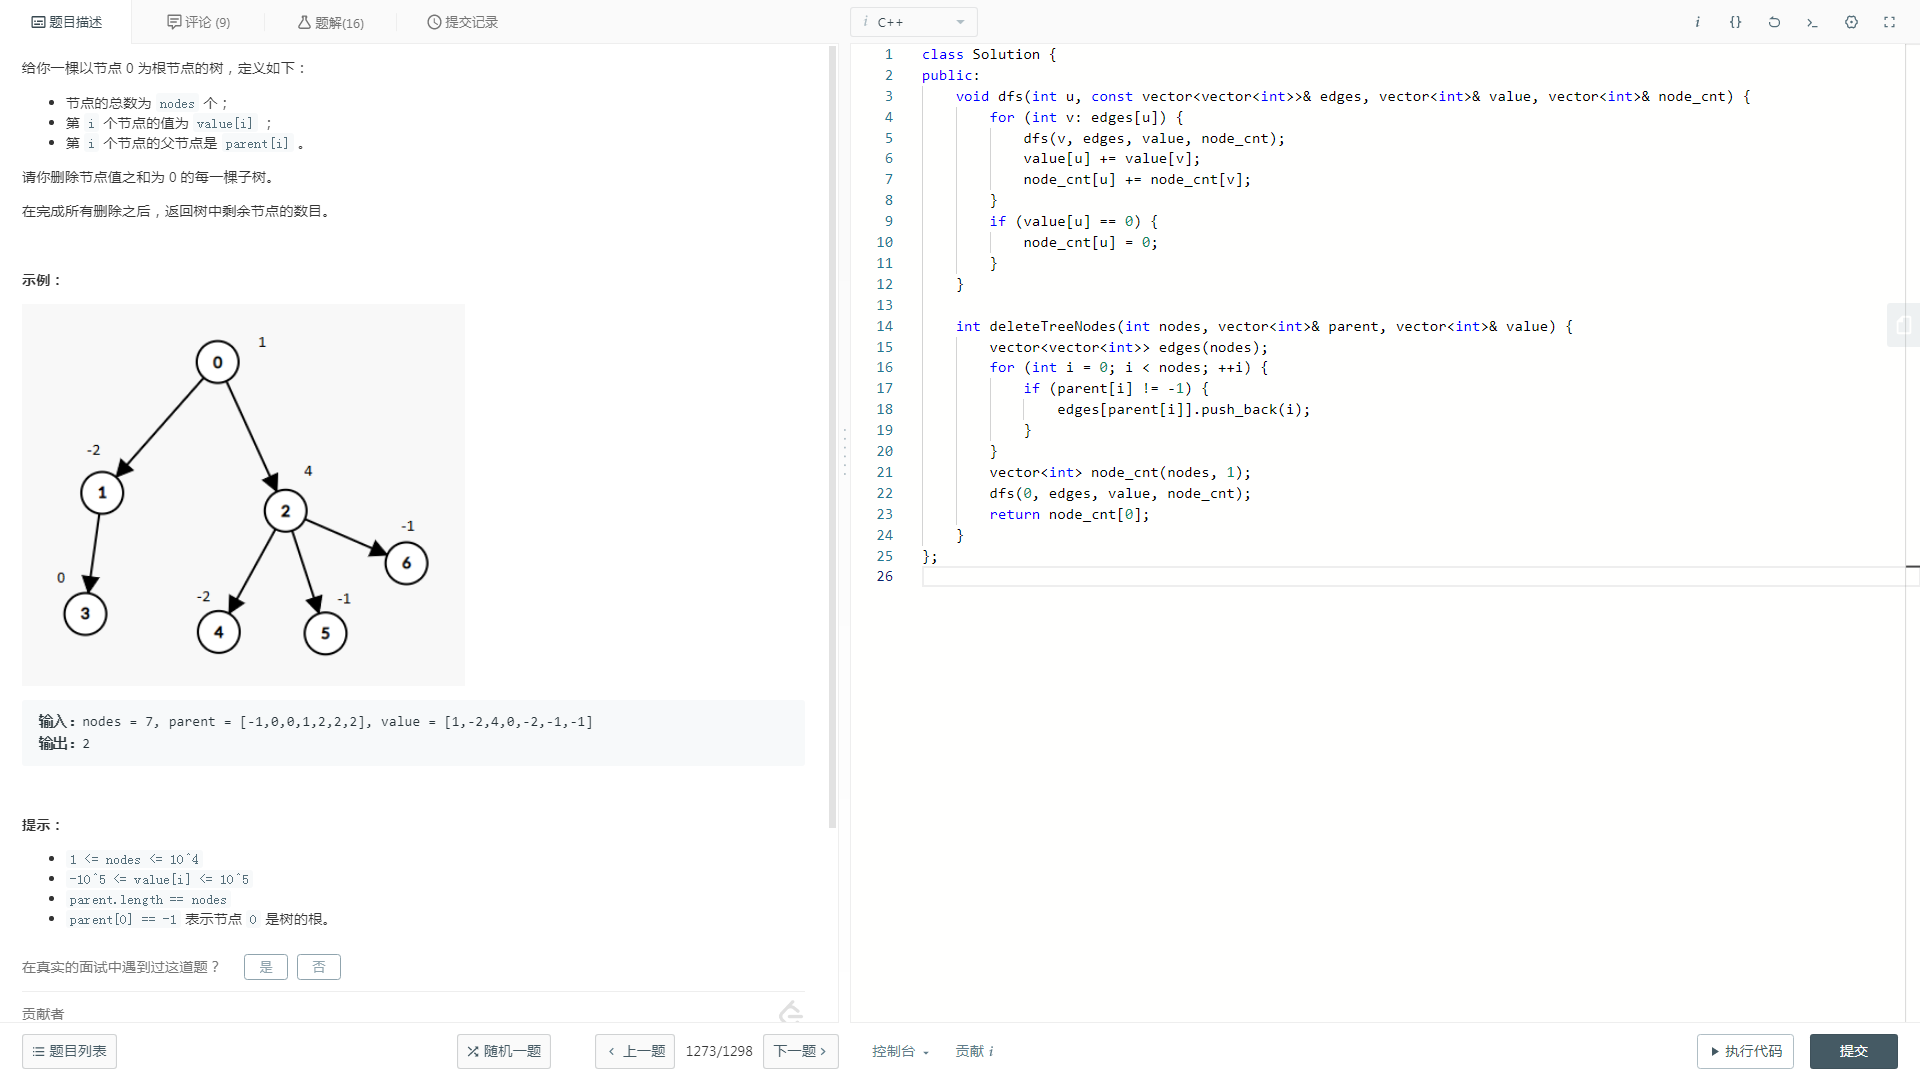 题目描述
评论 (9)
题解(16)
提交记录
给你一棵以节点 0 为根节点的树，定义如下：
节点的总数为 nodes 个；
第 i 个节点的值为 value[i] ；
第 i 个节点的父节点是 parent[i] 。
请你删除节点值之和为 0 的每一棵子树。
在完成所有删除之后，返回树中剩余节点的数目。
示例：
1
0
-2
4
1
2
-1
6
0
-2
-1
3
4
5
输入：nodes = 7, parent = [-1,0,0,1,2,2,2], value = [1,-2,4,0,-2,-1,-1]
输出：2
提示：
1 <= nodes <= 10^4
-10^5 <= value[i] <= 10^5
parent.length == nodes
parent[0] == -1 表示节点 0 是树的根。
在真实的面试中遇到过这道题？
是
否
贡献者
题目列表
随机一题
上一题
1273/1298
下一题
i C++
i {}
1 class Solution {
2 public:
3 void dfs(int u, const vector<vector<int>>& edges, vector<int>& value, vector<int>& node_cnt) {
4 for (int v: edges[u]) {
5 dfs(v, edges, value, node_cnt);
6 value[u] += value[v];
7 node_cnt[u] += node_cnt[v];
8 }
9 if (value[u] == 0) {
10 node_cnt[u] = 0;
11 }
12 }
13
14 int deleteTreeNodes(int nodes, vector<int>& parent, vector<int>& value) {
15 vector<vector<int>> edges(nodes);
16 for (int i = 0; i < nodes; ++i) {
17 if (parent[i] != -1) {
18 edges[parent[i]].push_back(i);
19 }
20 }
21 vector<int> node_cnt(nodes, 1);
22 dfs(0, edges, value, node_cnt);
23 return node_cnt[0];
24 }
25 };
26
控制台
贡献 i
执行代码
提交